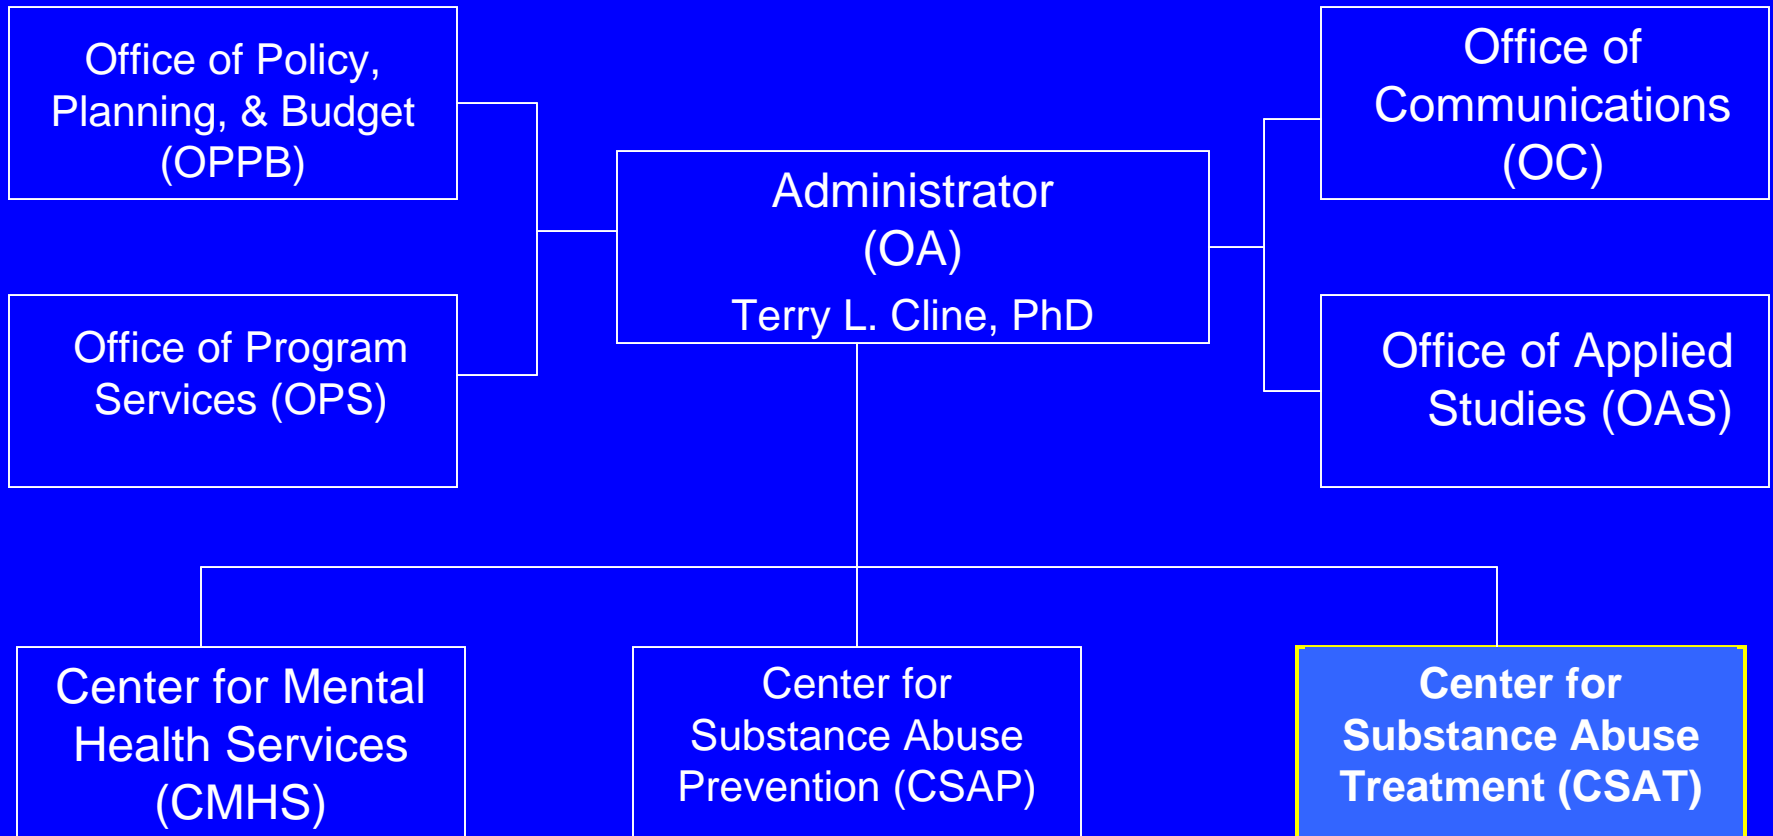 Office of Policy,
Planning, & Budget
(OPPB)
Office of
Communications
(OC)
Administrator
(OA)
Terry L. Cline, PhD
Office of Program
Services (OPS)
Office of Applied
Studies (OAS)
Center for Mental
Health Services
(CMHS)
Center for
Substance Abuse
Prevention (CSAP)
Center for
Substance Abuse
Treatment (CSAT)